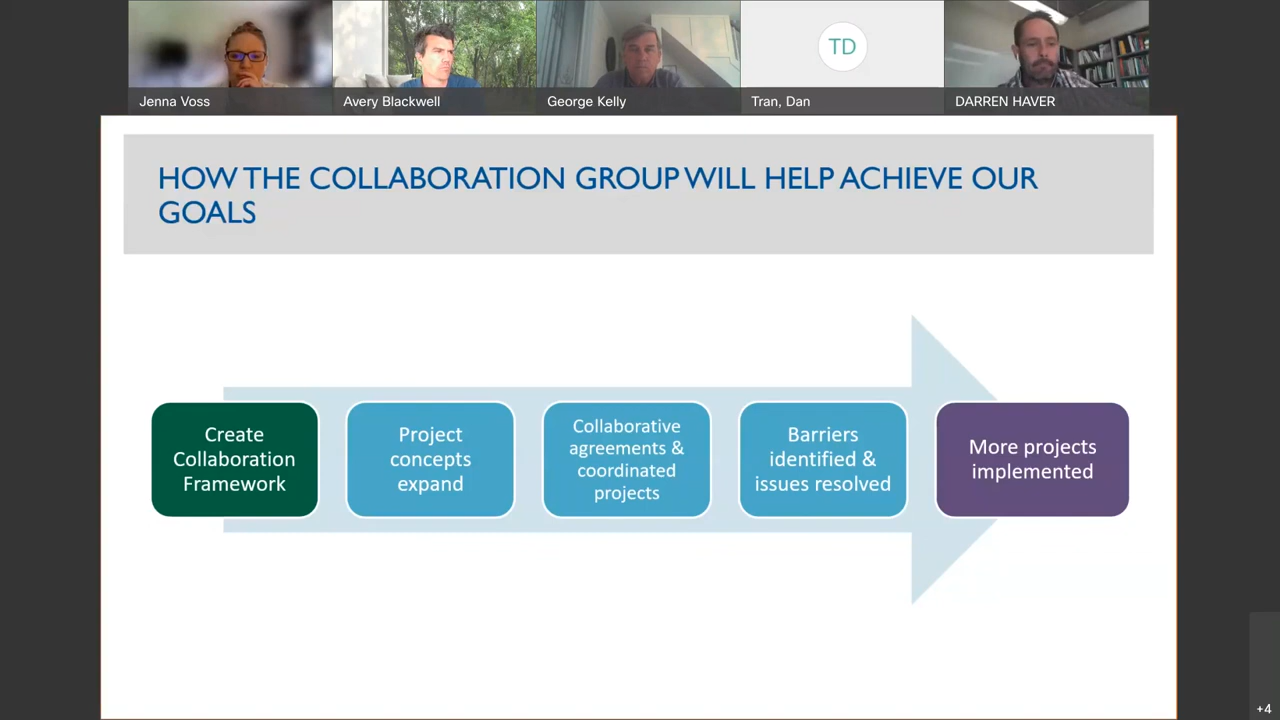 Jenna Voss
Avery Blackwell
George Kelly
TD
Tran, Dan
DARREN HAVER
HOW THE COLLABORATION GROUP WILL HELP ACHIEVE OUR
GOALS
Create
Collaboration
Framework
Project
concepts
expand
Collaborative
agreements &
coordinated
projects
Barriers
identified &
issues resolved
More projects
implemented
+4